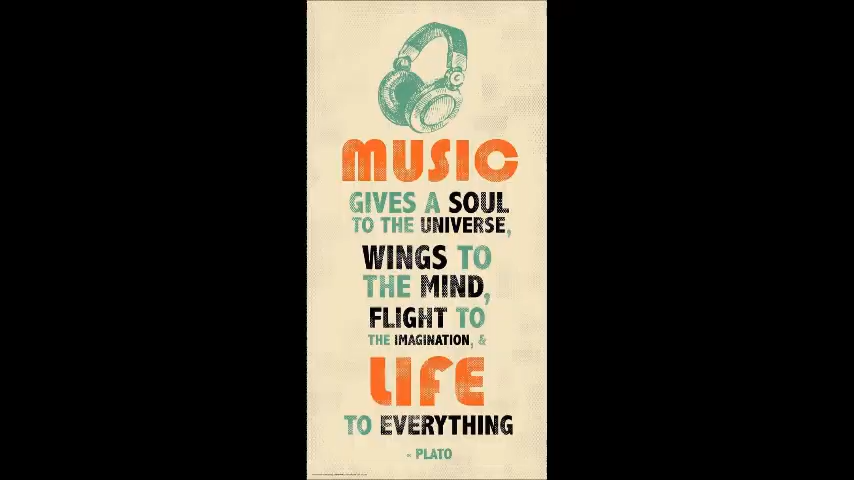 MUSIC
GIVES A SOUL
TO THE UNIVERSE,
WINGS TO
THE MIND,
FLIGHT TO
THE IMAGINATION, &
LIFE
TO EVERYTHING
- PLATO